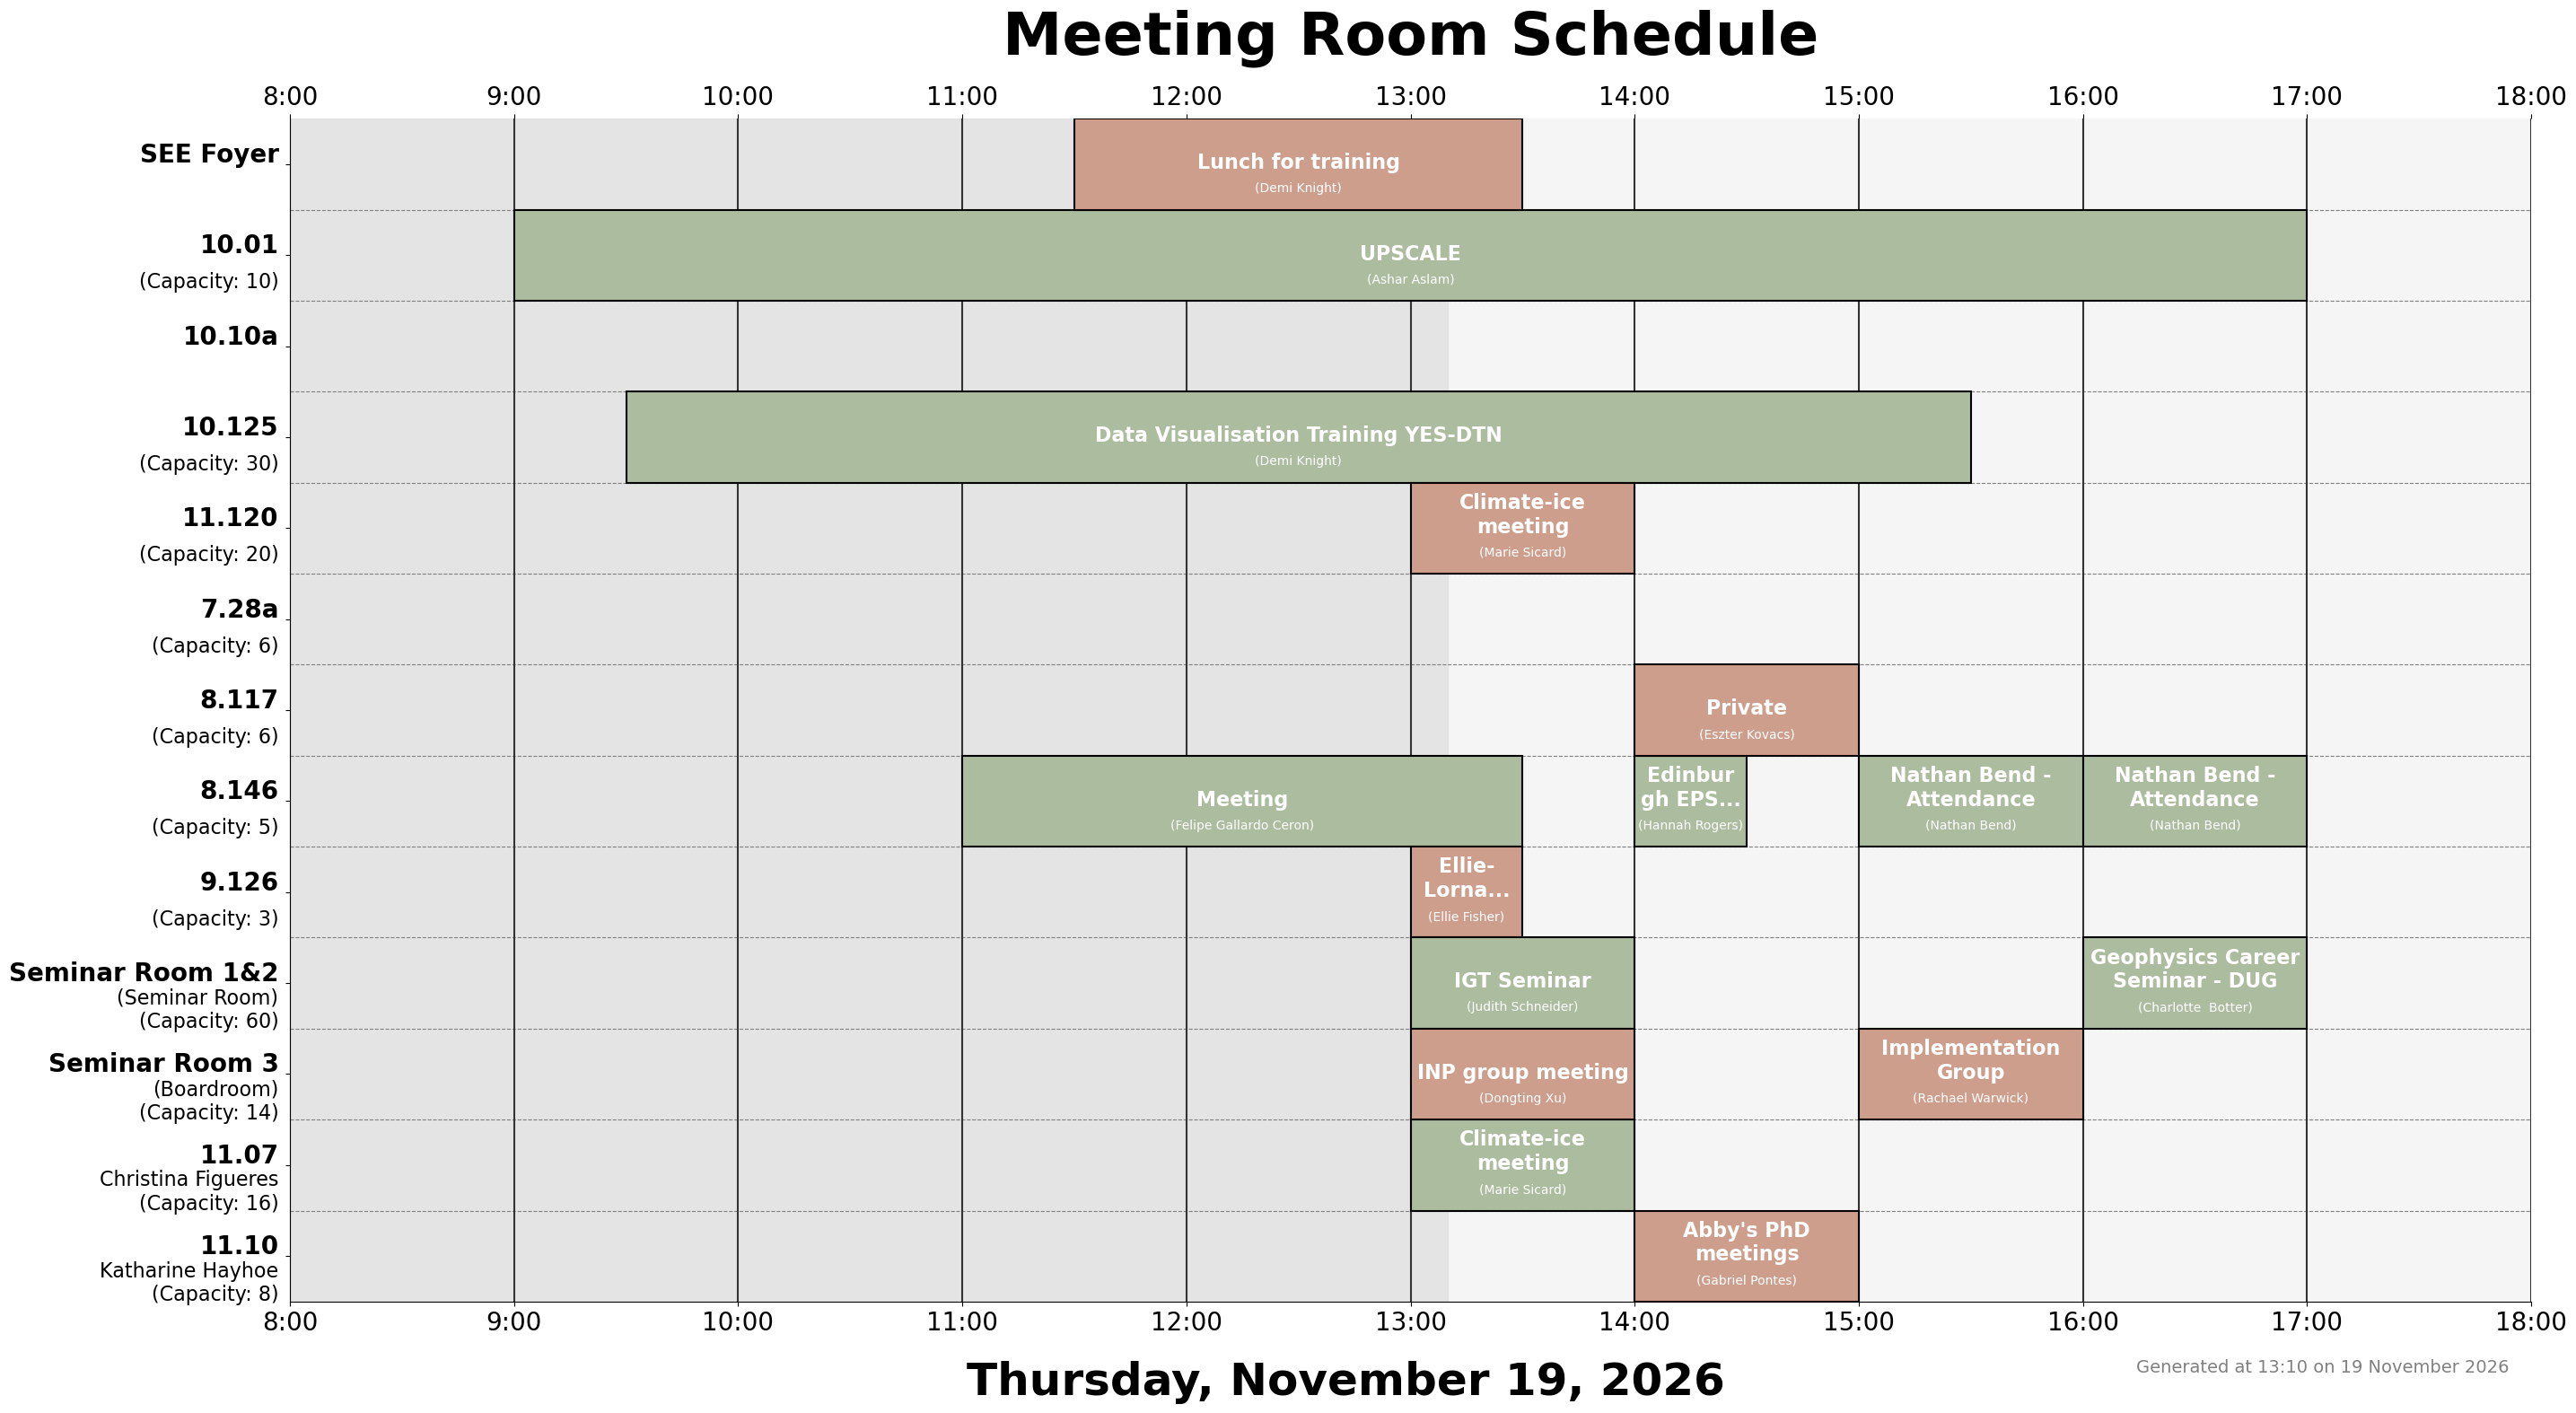 Meeting Room Schedule
8:00 9:00 10:00 11:00 12:00 13:00 14:00 15:00 16:00 17:00 18:00
SEE Foyer
Lunch for training
(Demi Knight)
10.01
(Capacity: 10)
UPSCALE
(Ashar Aslam)
10.10a
10.125
(Capacity: 30)
Data Visualisation Training YES-DTN
(Demi Knight)
11.120
(Capacity: 20)
Climate-ice
meeting
(Marie Sicard)
7.28a
(Capacity: 6)
8.117
(Capacity: 6)
Private
(Eszter Kovacs)
8.146
(Capacity: 5)
Meeting
(Felipe Gallardo Ceron)
Edinbur
gh EPS...
(Hannah Rogers)
Nathan Bend -
Attendance
(Nathan Bend)
Nathan Bend -
Attendance
(Nathan Bend)
9.126
(Capacity: 3)
Ellie-
Lorna...
(Ellie Fisher)
Seminar Room 1&2
(Seminar Room)
(Capacity: 60)
IGT Seminar
(Judith Schneider)
Geophysics Career
Seminar - DUG
(Charlotte  Botter)
Seminar Room 3
(Boardroom)
(Capacity: 14)
INP group meeting
(Dongting Xu)
Implementation
Group
(Rachael Warwick)
11.07
Christina Figueres
(Capacity: 16)
Climate-ice
meeting
(Marie Sicard)
11.10
Katharine Hayhoe
(Capacity: 8)
Abby's PhD
meetings
(Gabriel Pontes)
8:00 9:00 10:00 11:00 12:00 13:00 14:00 15:00 16:00 17:00 18:00
Thursday, November 19, 2026
Generated at 13:10 on 19 November 2026